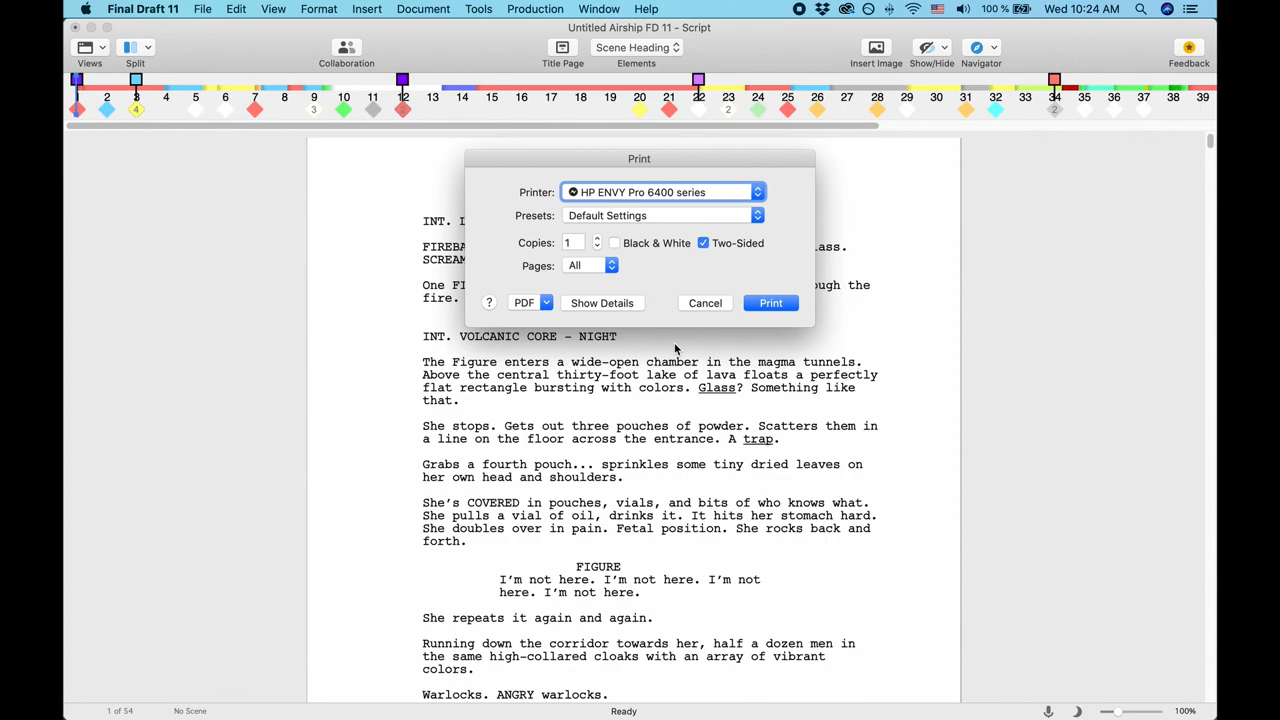 Final Draft 11 File Edit View Format Insert Document Tools Production Window Help 100 % Wed 10:24 AM
Untitled Airship FD 11 - Script
Scene Heading
Views Split Collaboration Title Page Elements Insert Image Show/Hide Navigator Feedback
1 2 3 4 5 6 7 8 9 10 11 12 13 14 15 16 17 18 19 20 21 22 23 24 25 26 27 28 29 30 31 32 33 34 35 36 37 38 39
4 3 2 2 2
Print
Printer: HP ENVY Pro 6400 series
Presets: Default Settings
Copies: 1 Black & White Two-Sided
Pages: All
? PDF Show Details Cancel Print
INT.
FIREBA lass.
SCREAM
One FI ugh the
fire.
INT. VOLCANIC CORE – NIGHT
The Figure enters a wide-open chamber in the magma tunnels.
Above the central thirty-foot lake of lava floats a perfectly
flat rectangle bursting with colors. Glass? Something like
that.
She stops. Gets out three pouches of powder. Scatters them in
a line on the floor across the entrance. A trap.
Grabs a fourth pouch... sprinkles some tiny dried leaves on
her own head and shoulders.
She's COVERED in pouches, vials, and bits of who knows what.
She pulls a vial of oil, drinks it. It hits her stomach hard.
She doubles over in pain. Fetal position. She rocks back and
forth.
FIGURE
I'm not here. I'm not here. I'm not
here. I'm not here.
She repeats it again and again.
Running down the corridor towards her, half a dozen men in
the same high-collared cloaks with an array of vibrant
colors.
Warlocks. ANGRY warlocks.
1 of 54 No Scene Ready 100%